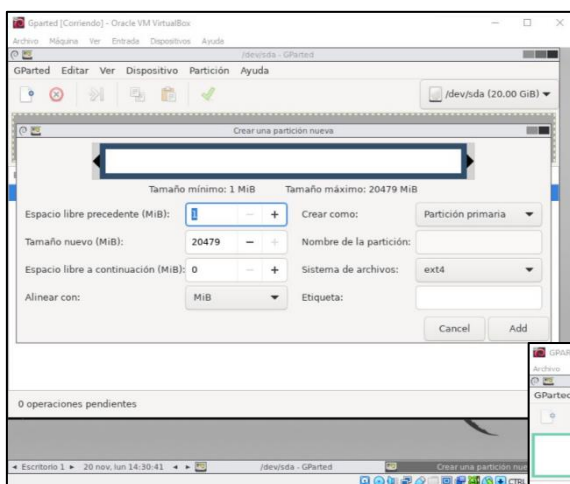 Gparted [Corriendo] - Oracle VM VirtualBox
Archivo Máquina Ver Entrada Dispositivos Ayuda
/dev/sda - GParted
GParted Editar Ver Dispositivo Partición Ayuda
/dev/sda (20.00 GiB)
Crear una partición nueva
Tamaño mínimo: 1 MiB Tamaño máximo: 20479 MiB
Espacio libre precedente (MiB): 1 Crear como: Partición primaria
Tamaño nuevo (MiB): 20479 Nombre de la partición:
Espacio libre a continuación (MiB): 0 Sistema de archivos: ext4
Alinear con: MiB Etiqueta:
Cancel Add
GPAR
Archivo
GParted
0 operaciones pendientes
Escritorio 1 20 nov, lun 14:30:41 /dev/sda - GParted Crear una partición nue
CTRL